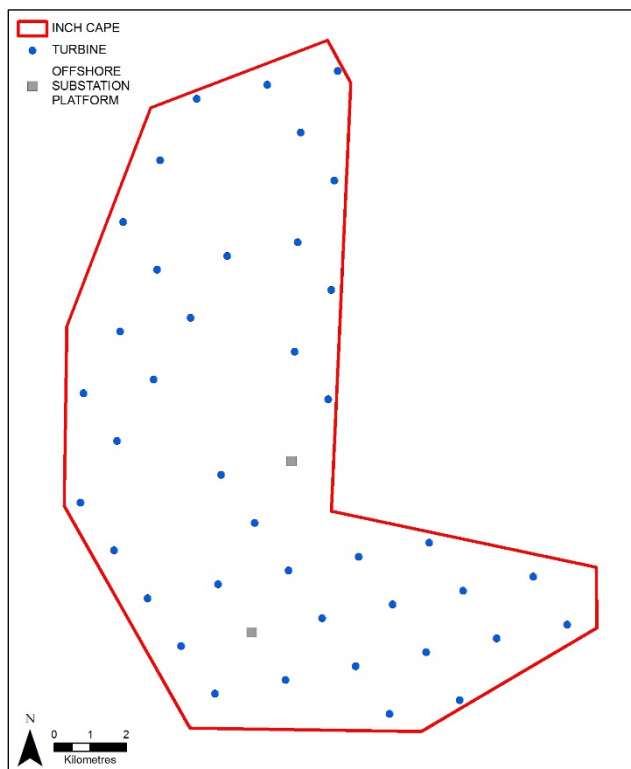 INCH CAPE
TURBINE
OFFSHORE
SUBSTATION
PLATFORM
N
0 1 2
Kilometres